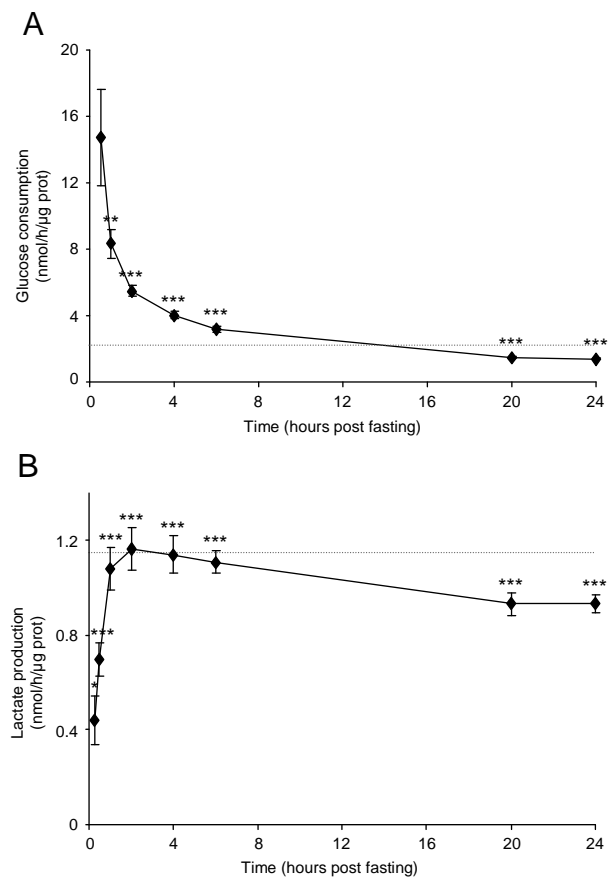 A
20
16
12
8
4
0
Glucose consumption
(nmol/h/µg prot)
**
***
***
***
***
***
0 4 8 12 16 20 24
Time (hours post fasting)
B
1.2
0.8
0.4
0
Lactate production
(nmol/h/µg prot)
*
***
***
***
***
***
***
***
0 4 8 12 16 20 24
Time (hours post fasting)